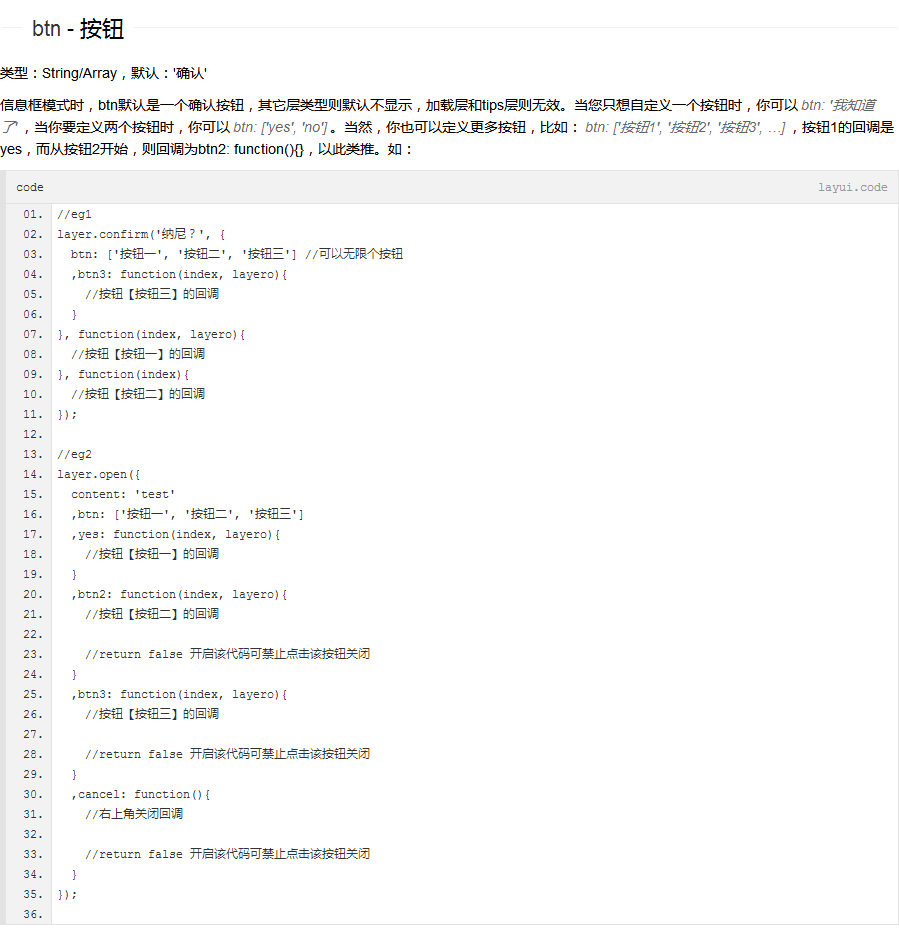 btn - 按钮
类型：String/Array，默认：'确认'
信息框模式时，btn默认是一个确认按钮，其它层类型则默认不显示，加载层和tips层则无效。当您只想自定义一个按钮时，你可以 btn: '我知道
了' ，当你要定义两个按钮时，你可以 btn: ['yes', 'no'] 。当然，你也可以定义更多按钮，比如： btn: ['按钮1', '按钮2', '按钮3', …] ，按钮1的回调是
yes，而从按钮2开始，则回调为btn2: function(){}，以此类推。如：
code layui.code
01. //eg1
02. layer.confirm('纳尼？', {
03.   btn: ['按钮一', '按钮二', '按钮三'] //可以无限个按钮
04.   ,btn3: function(index, layero){
05.     //按钮【按钮三】的回调
06.   }
07. }, function(index, layero){
08.   //按钮【按钮一】的回调
09. }, function(index){
10.   //按钮【按钮二】的回调
11. });
12.
13. //eg2
14. layer.open({
15.   content: 'test'
16.   ,btn: ['按钮一', '按钮二', '按钮三']
17.   ,yes: function(index, layero){
18.     //按钮【按钮一】的回调
19.   }
20.   ,btn2: function(index, layero){
21.     //按钮【按钮二】的回调
22.
23.     //return false 开启该代码可禁止点击该按钮关闭
24.   }
25.   ,btn3: function(index, layero){
26.     //按钮【按钮三】的回调
27.
28.     //return false 开启该代码可禁止点击该按钮关闭
29.   }
30.   ,cancel: function(){
31.     //右上角关闭回调
32.
33.     //return false 开启该代码可禁止点击该按钮关闭
34.   }
35. });
36.